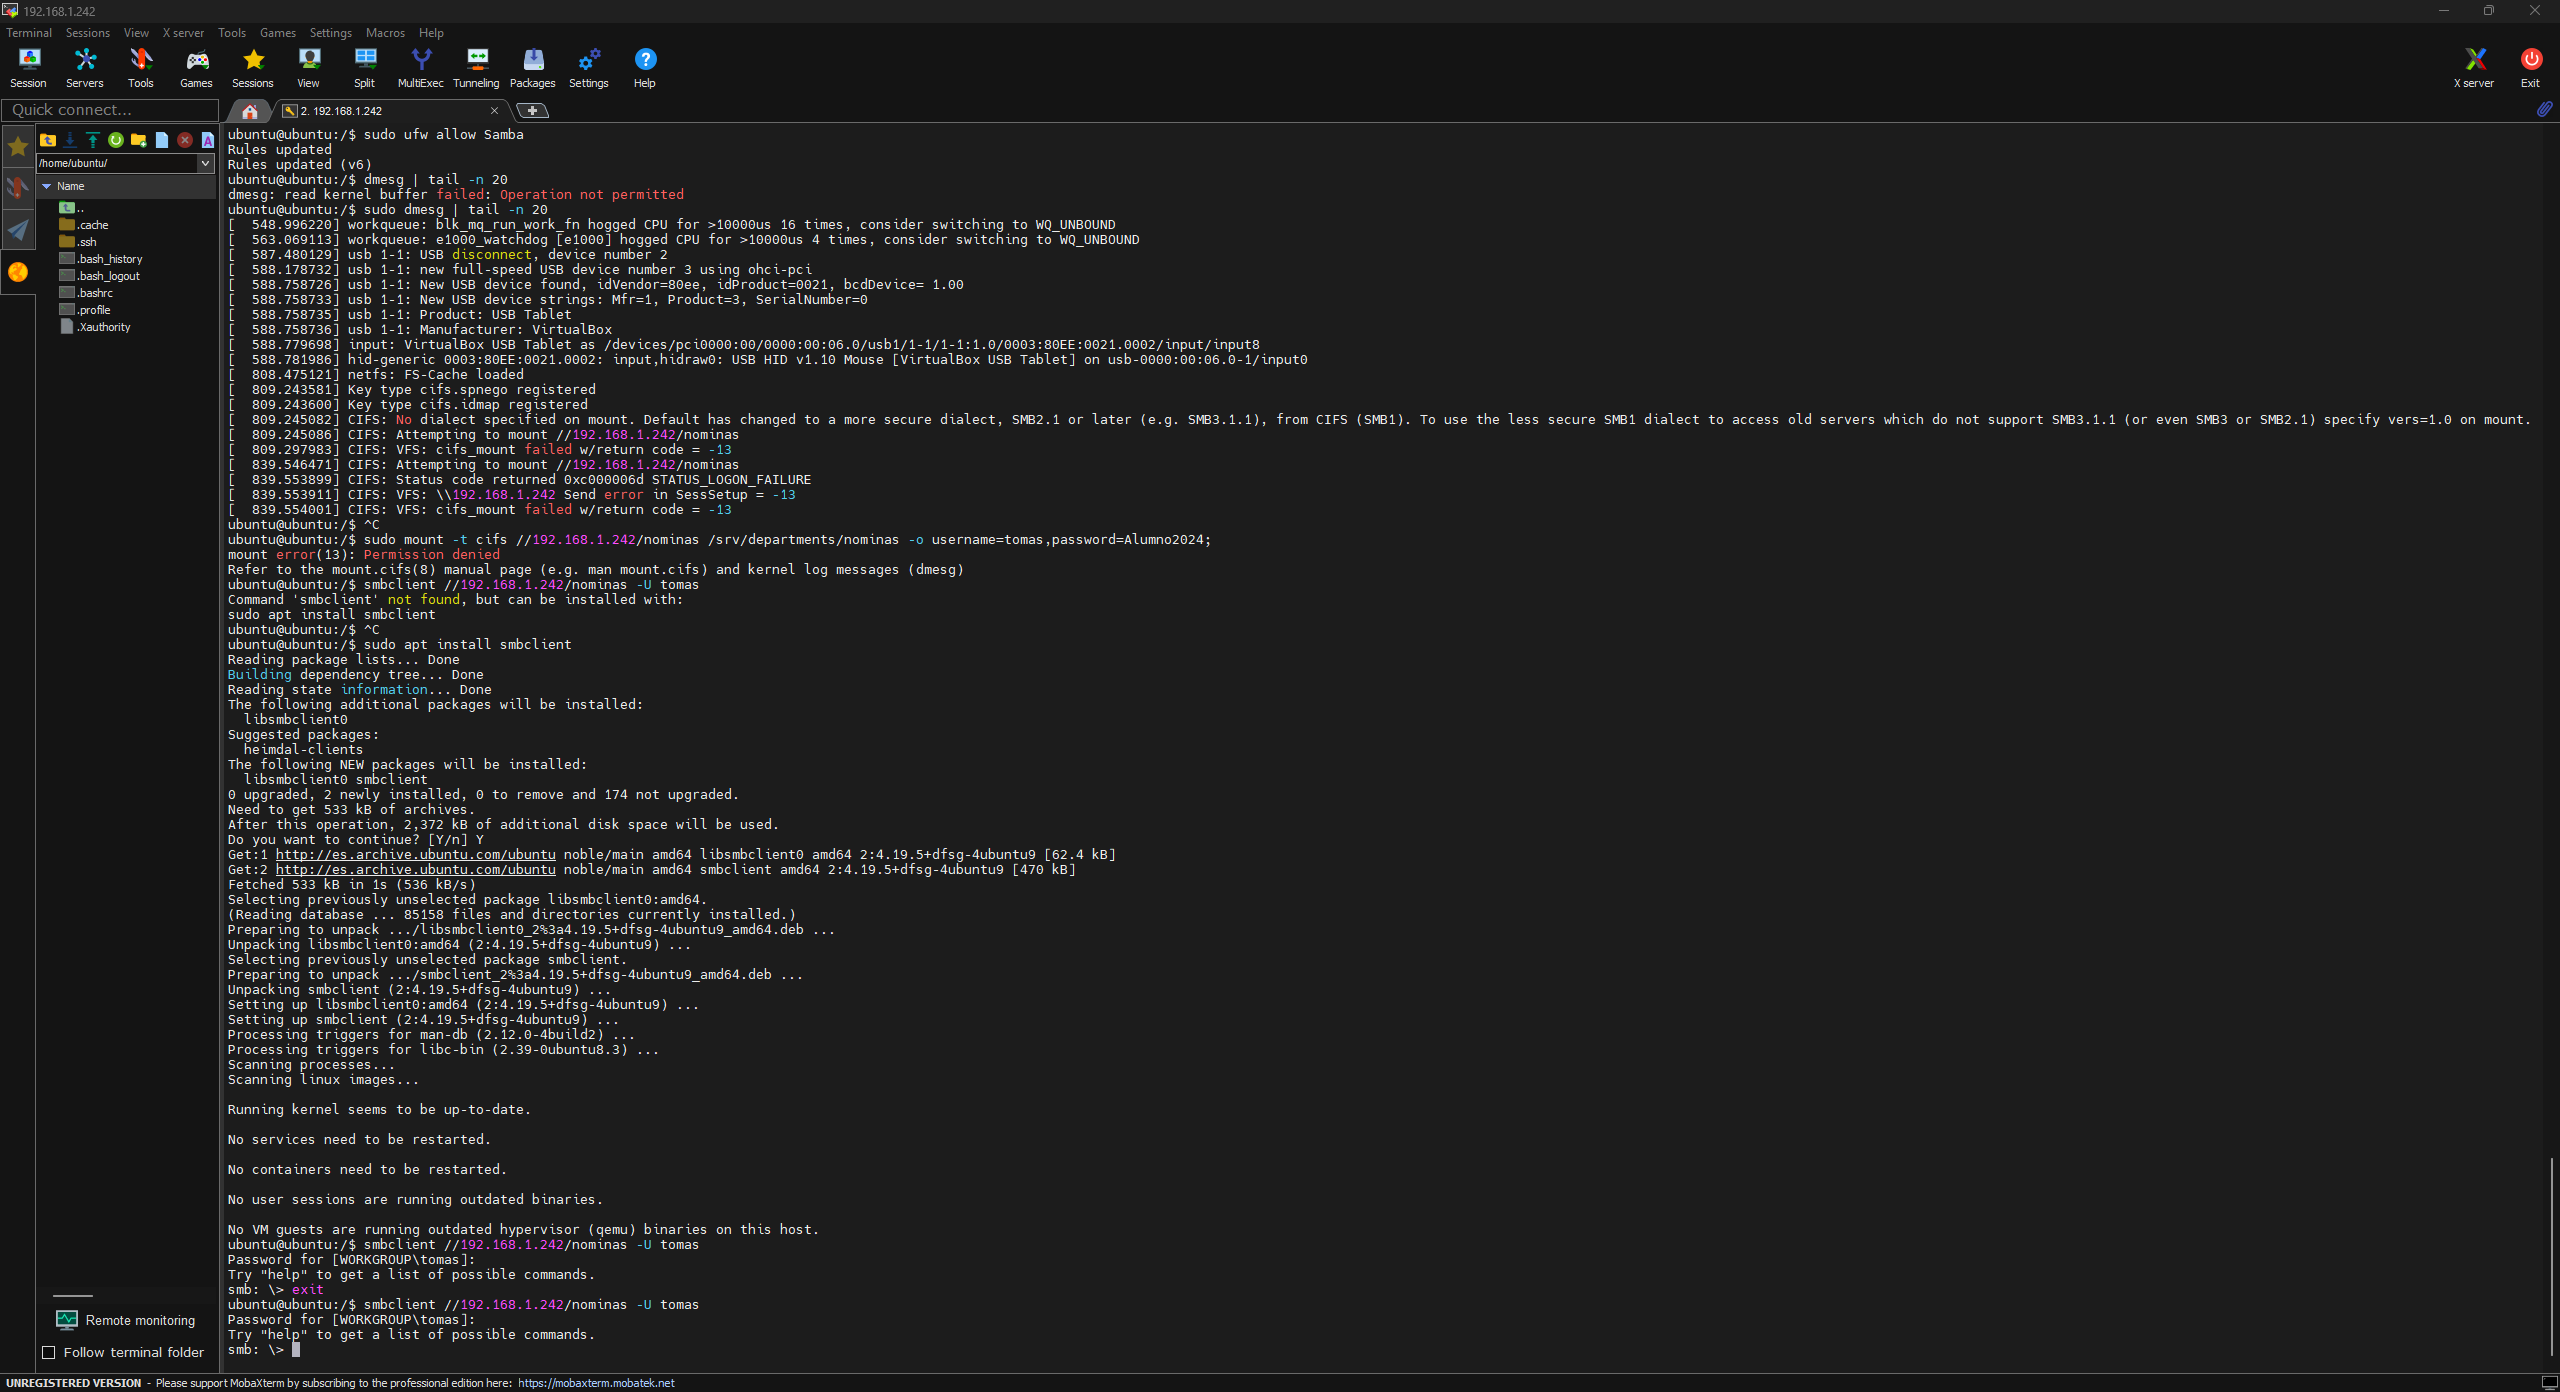 192.168.1.242
Terminal Sessions View X server Tools Games Settings Macros Help
Session Servers Tools Games Sessions View Split MultiExec Tunneling Packages Settings Help X server Exit
Quick connect...
2. 192.168.1.242
/home/ubuntu/
Name
..
.cache
.ssh
.bash_history
.bash_logout
.bashrc
.profile
.Xauthority
ubuntu@ubuntu:/$ sudo ufw allow Samba
Rules updated
Rules updated (v6)
ubuntu@ubuntu:/$ dmesg | tail -n 20
dmesg: read kernel buffer failed: Operation not permitted
ubuntu@ubuntu:/$ sudo dmesg | tail -n 20
[  548.996220] workqueue: blk_mq_run_work_fn hogged CPU for >10000us 16 times, consider switching to WQ_UNBOUND
[  563.069113] workqueue: e1000_watchdog [e1000] hogged CPU for >10000us 4 times, consider switching to WQ_UNBOUND
[  587.480129] usb 1-1: USB disconnect, device number 2
[  588.178732] usb 1-1: new full-speed USB device number 3 using ohci-pci
[  588.758726] usb 1-1: New USB device found, idVendor=80ee, idProduct=0021, bcdDevice= 1.00
[  588.758733] usb 1-1: New USB device strings: Mfr=1, Product=3, SerialNumber=0
[  588.758735] usb 1-1: Product: USB Tablet
[  588.758736] usb 1-1: Manufacturer: VirtualBox
[  588.779698] input: VirtualBox USB Tablet as /devices/pci0000:00/0000:00:06.0/usb1/1-1/1-1:1.0/0003:80EE:0021.0002/input/input8
[  588.781986] hid-generic 0003:80EE:0021.0002: input,hidraw0: USB HID v1.10 Mouse [VirtualBox USB Tablet] on usb-0000:00:06.0-1/input0
[  808.475121] netfs: FS-Cache loaded
[  809.243581] Key type cifs.spnego registered
[  809.243600] Key type cifs.idmap registered
[  809.245082] CIFS: No dialect specified on mount. Default has changed to a more secure dialect, SMB2.1 or later (e.g. SMB3.1.1), from CIFS (SMB1). To use the less secure SMB1 dialect to access old servers which do not support SMB3.1.1 (or even SMB3 or SMB2.1) specify vers=1.0 on mount.
[  809.245086] CIFS: Attempting to mount //192.168.1.242/nominas
[  809.297983] CIFS: VFS: cifs_mount failed w/return code = -13
[  839.546471] CIFS: Attempting to mount //192.168.1.242/nominas
[  839.553899] CIFS: Status code returned 0xc000006d STATUS_LOGON_FAILURE
[  839.553911] CIFS: VFS: \\192.168.1.242 Send error in SessSetup = -13
[  839.554001] CIFS: VFS: cifs_mount failed w/return code = -13
ubuntu@ubuntu:/$ ^C
ubuntu@ubuntu:/$ sudo mount -t cifs //192.168.1.242/nominas /srv/departments/nominas -o username=tomas,password=Alumno2024;
mount error(13): Permission denied
Refer to the mount.cifs(8) manual page (e.g. man mount.cifs) and kernel log messages (dmesg)
ubuntu@ubuntu:/$ smbclient //192.168.1.242/nominas -U tomas
Command 'smbclient' not found, but can be installed with:
sudo apt install smbclient
ubuntu@ubuntu:/$ ^C
ubuntu@ubuntu:/$ sudo apt install smbclient
Reading package lists... Done
Building dependency tree... Done
Reading state information... Done
The following additional packages will be installed:
  libsmbclient0
Suggested packages:
  heimdal-clients
The following NEW packages will be installed:
  libsmbclient0 smbclient
0 upgraded, 2 newly installed, 0 to remove and 174 not upgraded.
Need to get 533 kB of archives.
After this operation, 2,372 kB of additional disk space will be used.
Do you want to continue? [Y/n] Y
Get:1 http://es.archive.ubuntu.com/ubuntu noble/main amd64 libsmbclient0 amd64 2:4.19.5+dfsg-4ubuntu9 [62.4 kB]
Get:2 http://es.archive.ubuntu.com/ubuntu noble/main amd64 smbclient amd64 2:4.19.5+dfsg-4ubuntu9 [470 kB]
Fetched 533 kB in 1s (536 kB/s)
Selecting previously unselected package libsmbclient0:amd64.
(Reading database ... 85158 files and directories currently installed.)
Preparing to unpack .../libsmbclient0_2%3a4.19.5+dfsg-4ubuntu9_amd64.deb ...
Unpacking libsmbclient0:amd64 (2:4.19.5+dfsg-4ubuntu9) ...
Selecting previously unselected package smbclient.
Preparing to unpack .../smbclient_2%3a4.19.5+dfsg-4ubuntu9_amd64.deb ...
Unpacking smbclient (2:4.19.5+dfsg-4ubuntu9) ...
Setting up libsmbclient0:amd64 (2:4.19.5+dfsg-4ubuntu9) ...
Setting up smbclient (2:4.19.5+dfsg-4ubuntu9) ...
Processing triggers for man-db (2.12.0-4build2) ...
Processing triggers for libc-bin (2.39-0ubuntu8.3) ...
Scanning processes...
Scanning linux images...
Running kernel seems to be up-to-date.
No services need to be restarted.
No containers need to be restarted.
No user sessions are running outdated binaries.
No VM guests are running outdated hypervisor (qemu) binaries on this host.
ubuntu@ubuntu:/$ smbclient //192.168.1.242/nominas -U tomas
Password for [WORKGROUP\tomas]:
Try "help" to get a list of possible commands.
smb: \> exit
ubuntu@ubuntu:/$ smbclient //192.168.1.242/nominas -U tomas
Password for [WORKGROUP\tomas]:
Try "help" to get a list of possible commands.
smb: \>
Remote monitoring
Follow terminal folder
UNREGISTERED VERSION - Please support MobaXterm by subscribing to the professional edition here: https://mobaxterm.mobatek.net